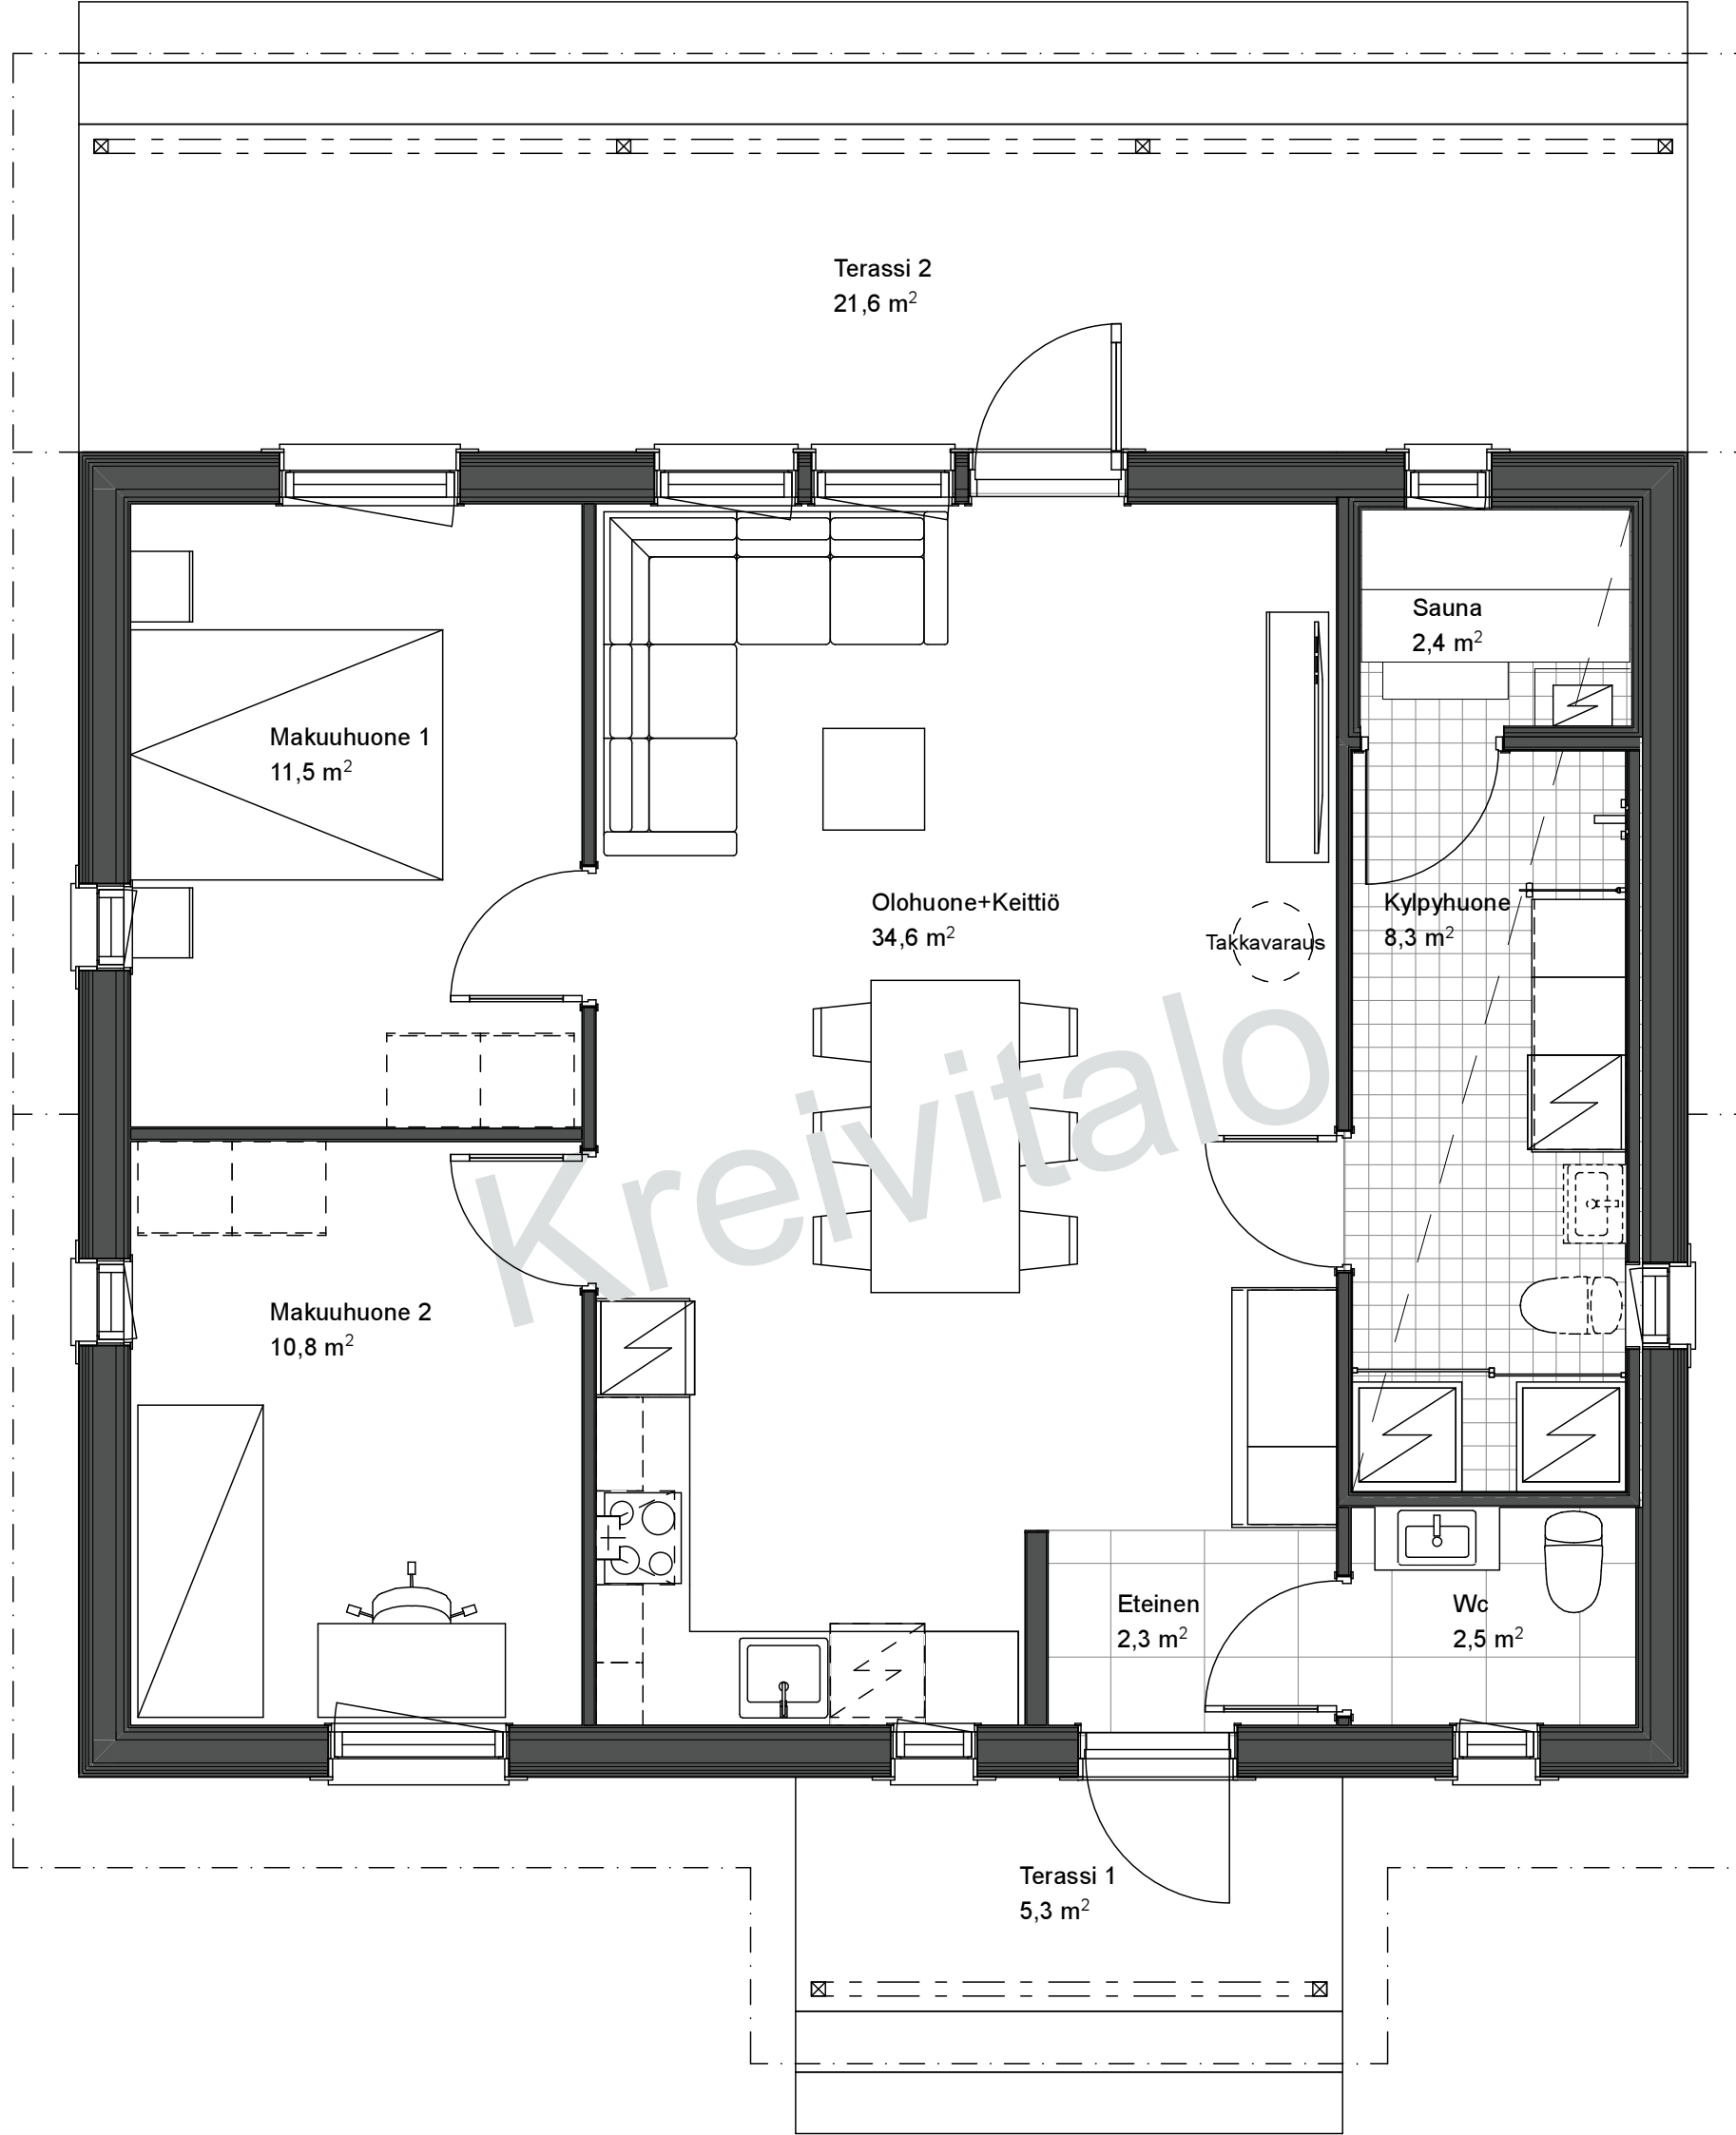 Terassi 2
21,6 m²
Sauna
2,4 m²
Makuuhuone 1
11,5 m²
Olohuone+Keittiö
34,6 m²
Takkavaraus
Kylpyhuone
8,3 m²
Kreivitalo
Makuuhuone 2
10,8 m²
Eteinen
2,3 m²
Wc
2,5 m²
Terassi 1
5,3 m²